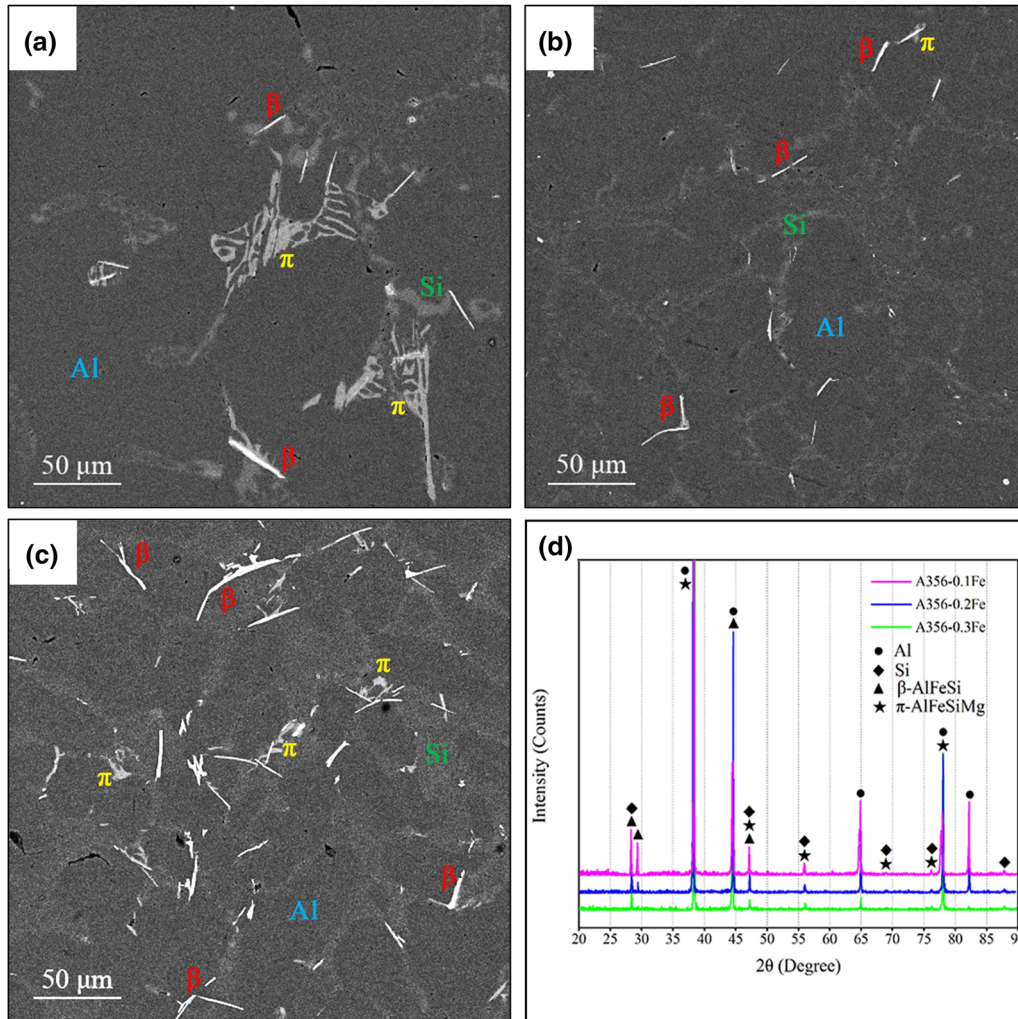 (a)
β
π
Si
Al
π
β
50 μm
(b)
β
π
β
Si
Al
β
50 μm
(c)
β
β
π
π
Si
π
β
Al
β
50 μm
(d)
A356-0.1Fe
A356-0.2Fe
A356-0.3Fe
Al
Si
β-AlFeSi
π-AlFeSiMg
Intensity (Counts)
20 25 30 35 40 45 50 55 60 65 70 75 80 85 90
2θ (Degree)